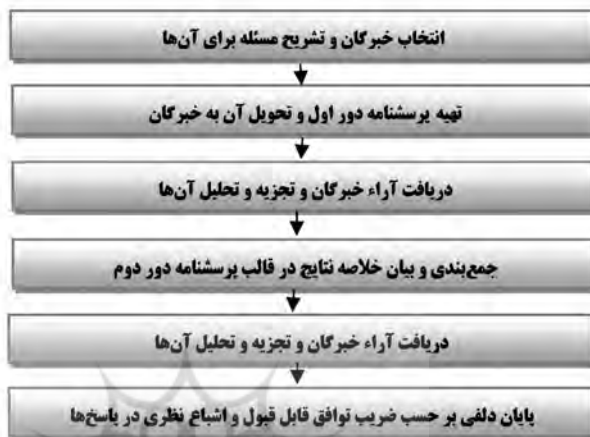 انتخاب خبرگان و تشریح مسئله برای آن‌ها
تهیه پرسشنامه دور اول و تحویل آن به خبرگان
دریافت آراء خبرگان و تجزیه و تحلیل آن‌ها
جمع‌بندی و بیان خلاصه نتایج در قالب پرسشنامه دور دوم
دریافت آراء خبرگان و تجزیه و تحلیل آن‌ها
پایان دلفی بر حسب ضریب توافق قابل قبول و اشباع نظری در پاسخ‌ها